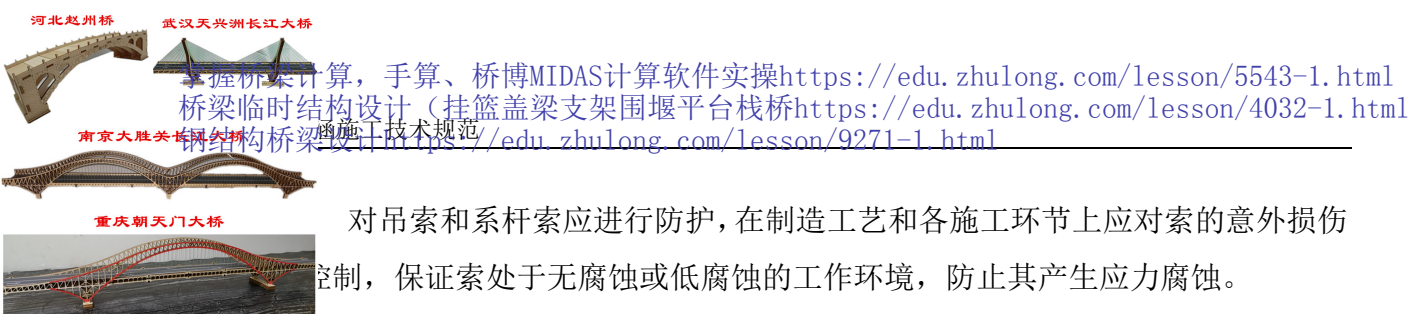 河北赵州桥
武汉天兴洲长江大桥
掌握桥梁计算，手算、桥博MIDAS计算软件实操https://edu.zhulong.com/lesson/5543-1.html
桥梁临时结构设计（挂篮盖梁支架围堰平台栈桥https://edu.zhulong.com/lesson/4032-1.html
钢结构桥梁设计https://edu.zhulong.com/lesson/9271-1.html
南京大胜关长江大桥
涵施工技术规范
重庆朝天门大桥
对吊索和系杆索应进行防护，在制造工艺和各施工环节上应对索的意外损伤
控制，保证索处于无腐蚀或低腐蚀的工作环境，防止其产生应力腐蚀。